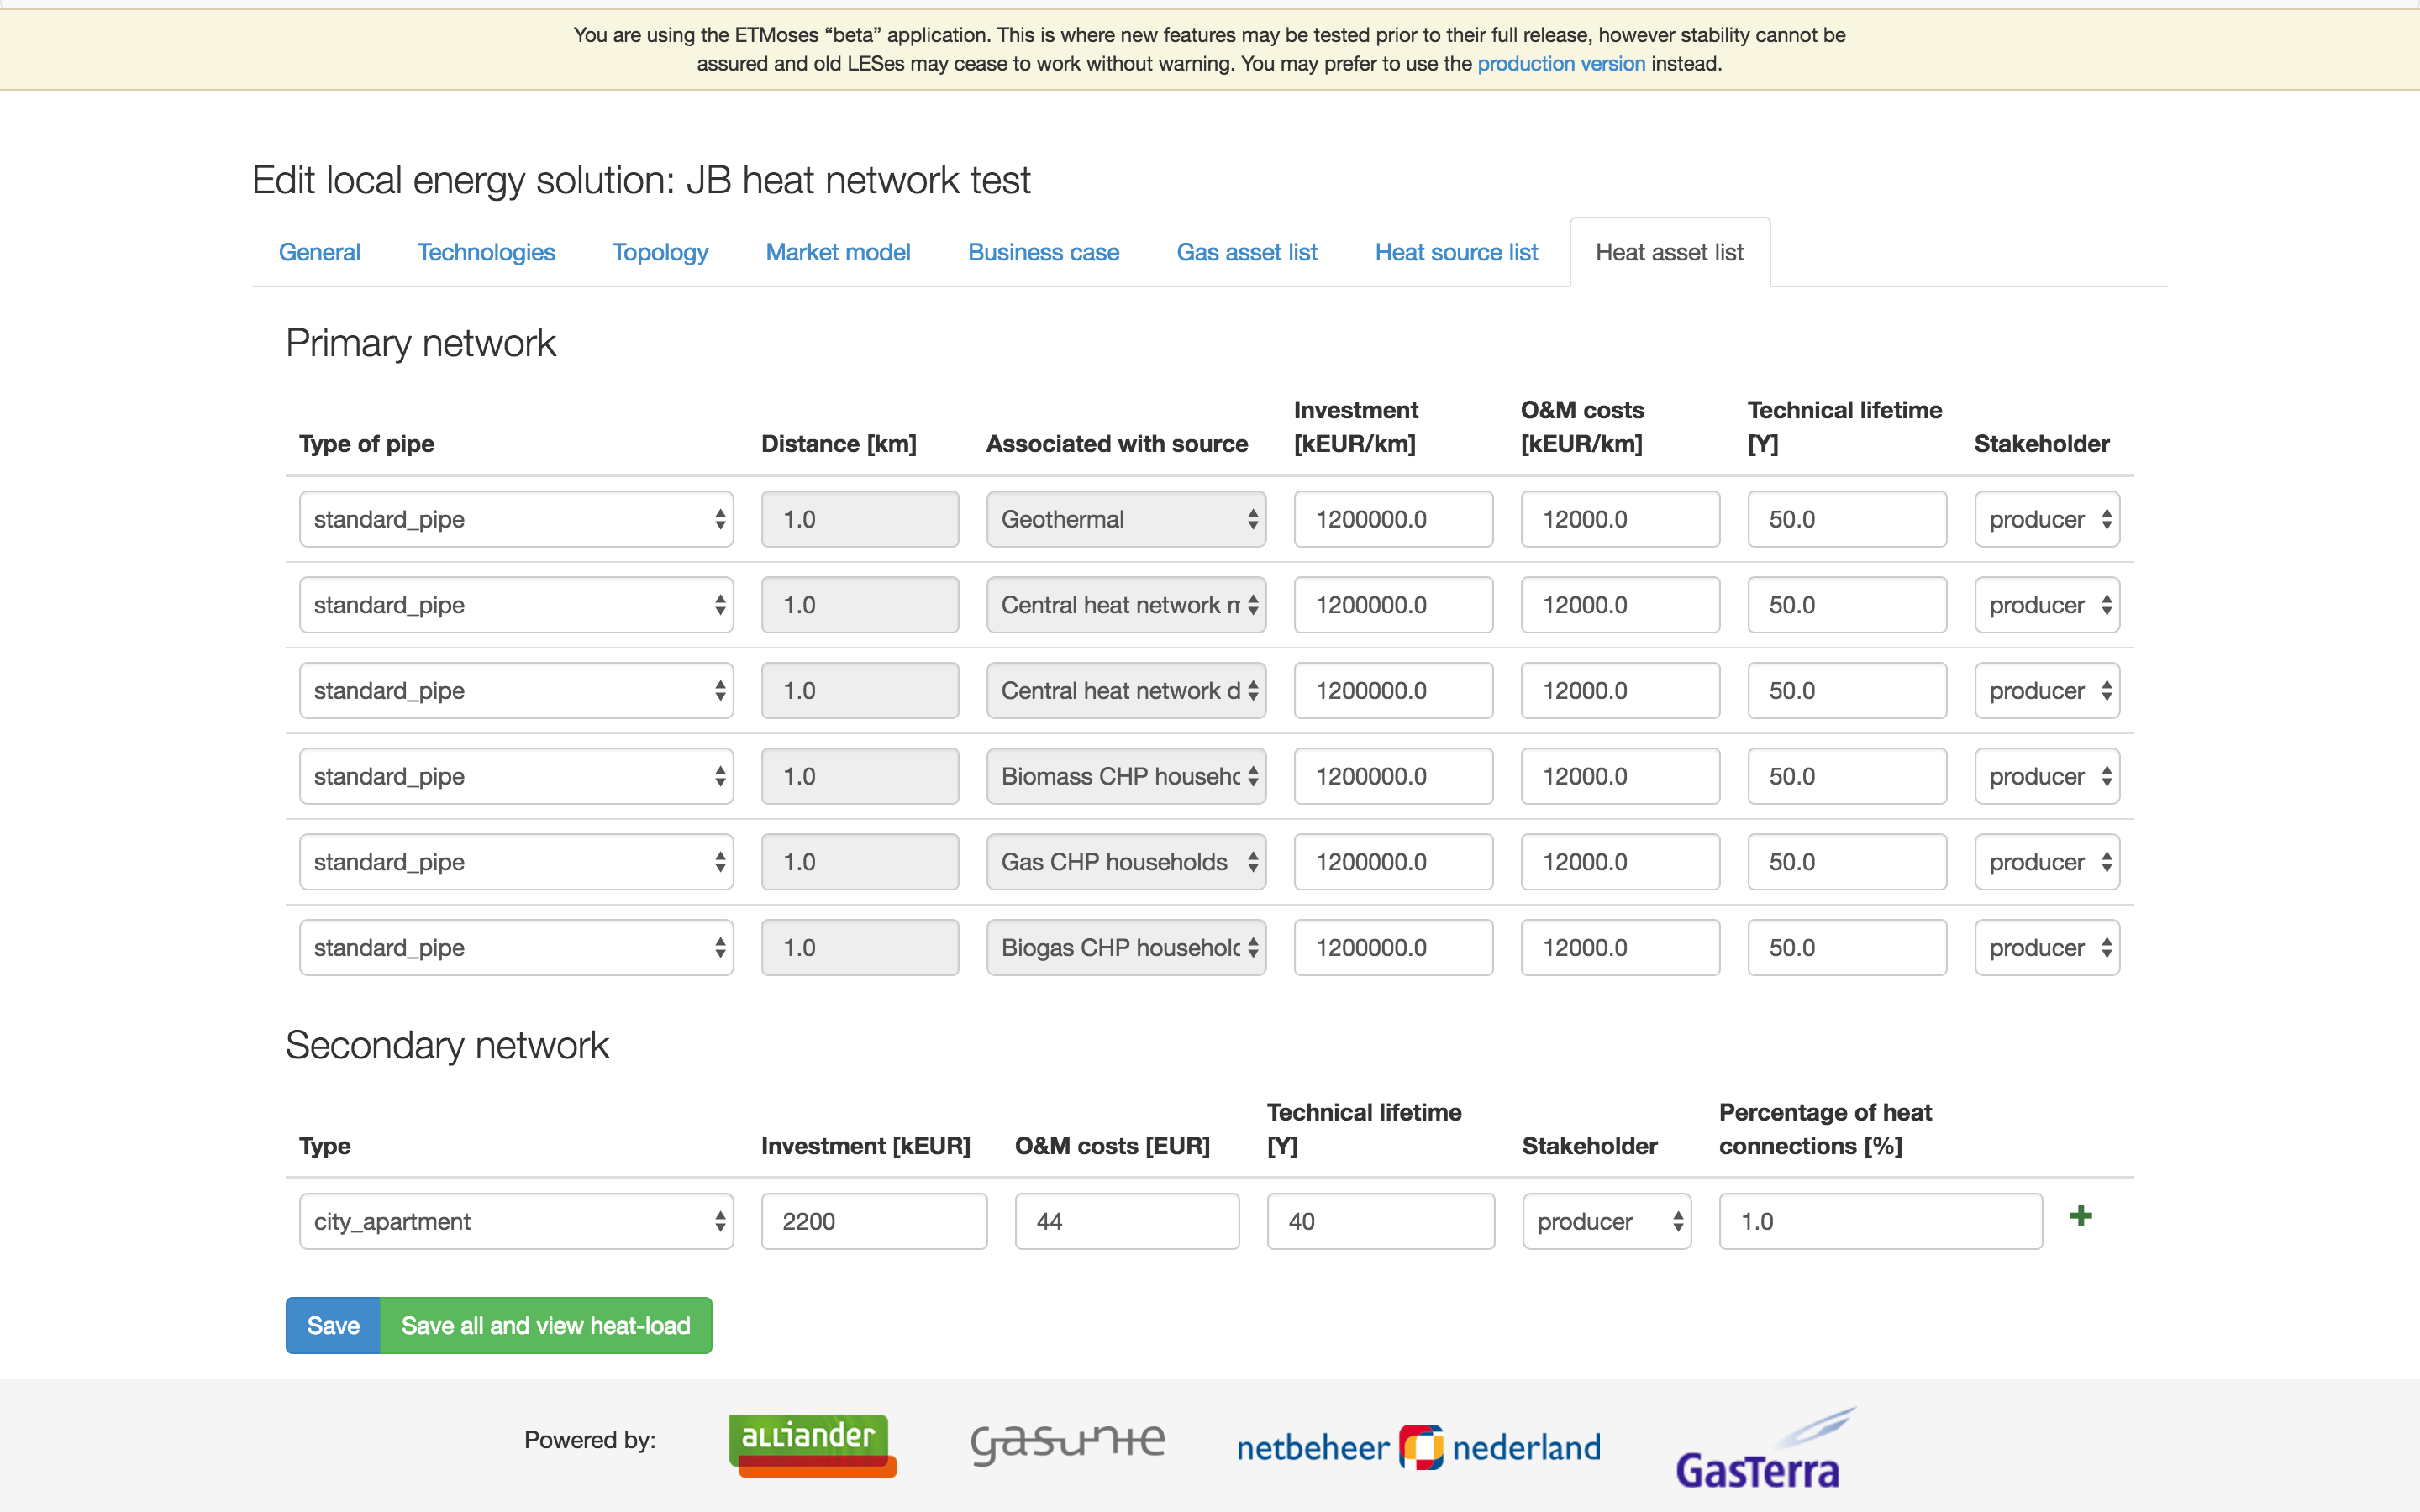 You are using the ETMoses “beta” application. This is where new features may be tested prior to their full release, however stability cannot be
assured and old LESes may cease to work without warning. You may prefer to use the production version instead.
Edit local energy solution: JB heat network test
General Technologies Topology Market model Business case Gas asset list Heat source list Heat asset list
Primary network
Type of pipe Distance [km] Associated with source Investment [kEUR/km] O&M costs [kEUR/km] Technical lifetime [Y] Stakeholder
standard_pipe 1.0 Geothermal 1200000.0 12000.0 50.0 producer
standard_pipe 1.0 Central heat network 1200000.0 12000.0 50.0 producer
standard_pipe 1.0 Central heat network d 1200000.0 12000.0 50.0 producer
standard_pipe 1.0 Biomass CHP househc 1200000.0 12000.0 50.0 producer
standard_pipe 1.0 Gas CHP households 1200000.0 12000.0 50.0 producer
standard_pipe 1.0 Biogas CHP householc 1200000.0 12000.0 50.0 producer
Secondary network
Type Investment [kEUR] O&M costs [EUR] Technical lifetime [Y] Stakeholder Percentage of heat connections [%]
city_apartment 2200 44 40 producer 1.0
Save Save all and view heat-load
Powered by: alliander gasunie netbeheer nederland GasTerra